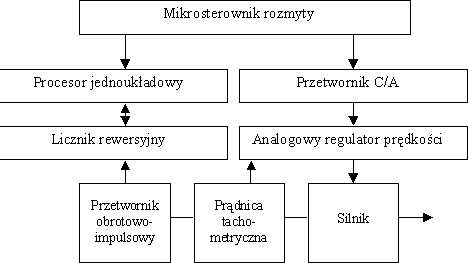 Mikrosterownik rozmyty
Procesor jednoukładowy
Przetwornik C/A
Licznik rewersyjny
Analogowy regulator prędkości
Przetwornik
obrotowo-
impulsowy
Prądnica
tacho-
metryczna
Silnik